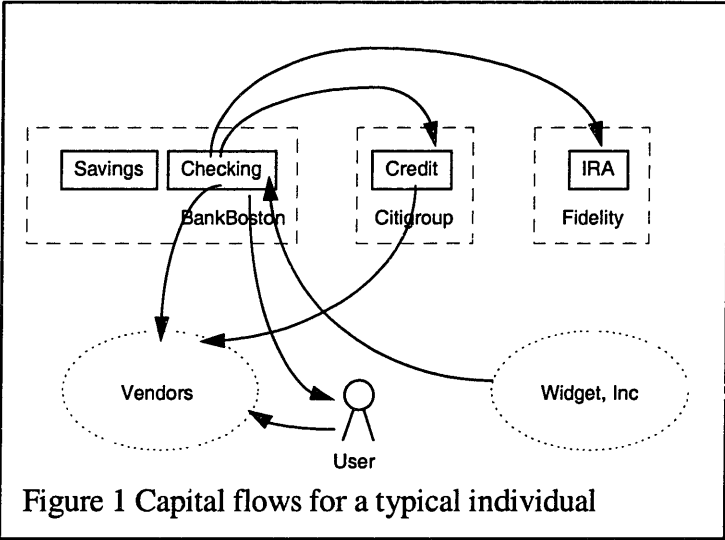 Savings Checking Credit IRA
BankBoston Citigroup Fidelity
Vendors Widget, Inc
User
Figure 1 Capital flows for a typical individual